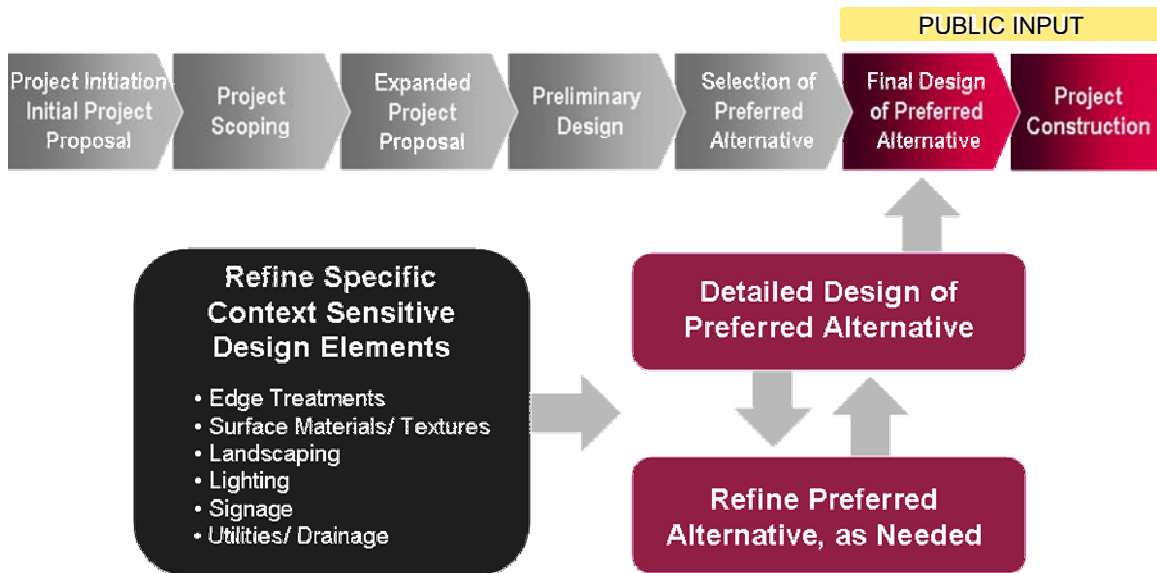 PUBLIC INPUT
Project Initiation
Initial Project
Proposal
Project
Scoping
Expanded
Project
Proposal
Preliminary
Design
Selection of
Preferred
Alternative
Final Design
of Preferred
Alternative
Project
Construction
Refine Specific
Context Sensitive
Design Elements
• Edge Treatments
• Surface Materials/ Textures
• Landscaping
• Lighting
• Signage
• Utilities/ Drainage
Detailed Design of
Preferred Alternative
Refine Preferred
Alternative, as Needed